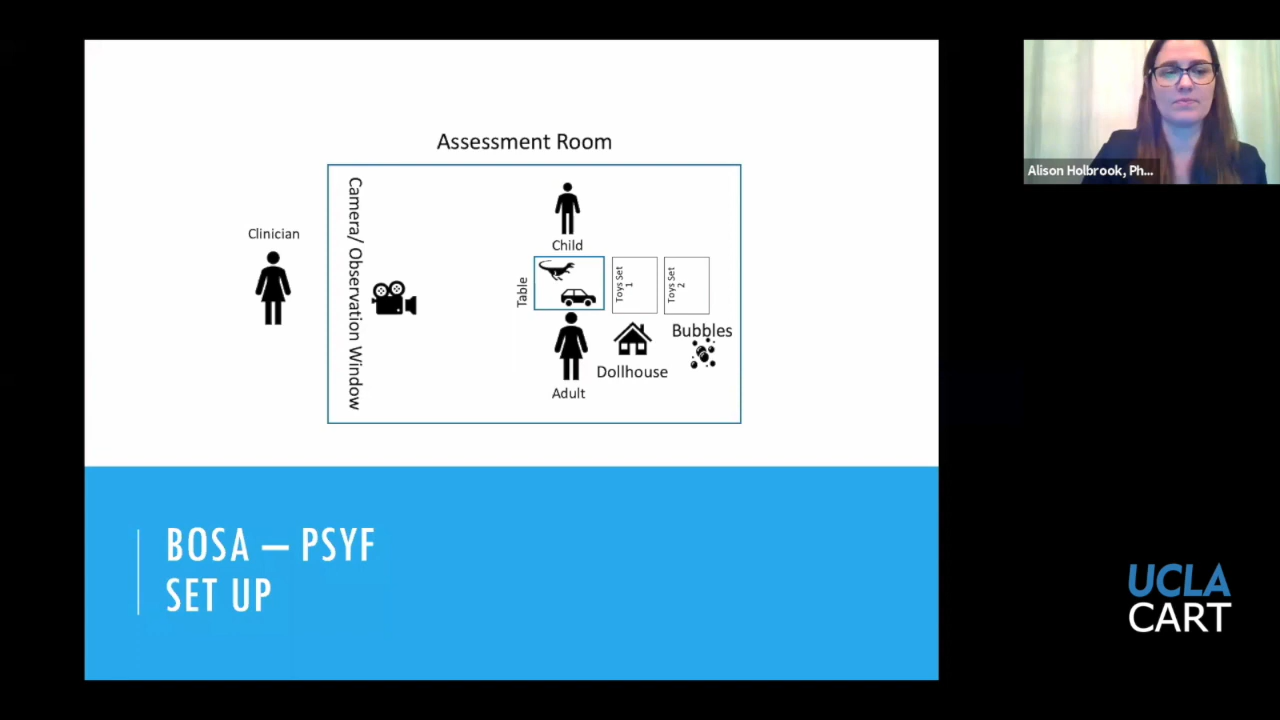 Assessment Room
Camera/ Observation Window
Clinician
Child
Table
Toys Set
1
Toys Set
2
Bubbles
Dollhouse
Adult
BOSA – PSYF
SET UP
Alison Holbrook, Ph...
UCLA
CART